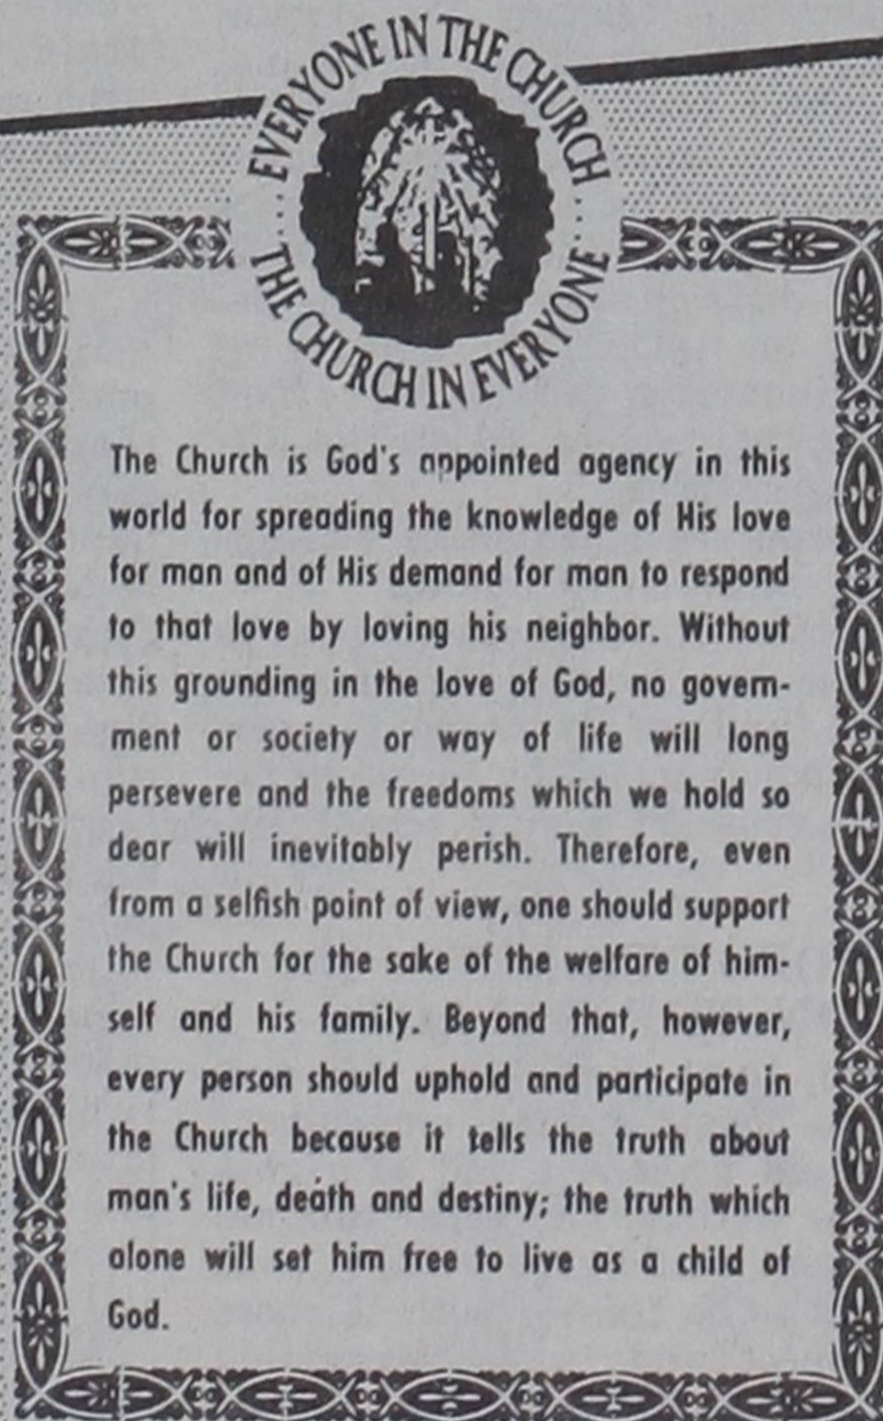 EVERYONE IN THE CHURCH
THE CHURCH IN EVERYONE
The Church is God's appointed agency in this
world for spreading the knowledge of His love
for man and of His demand for man to respond
to that love by loving his neighbor. Without
this grounding in the love of God, no govern-
ment or society or way of life will long
persevere and the freedoms which we hold so
dear will inevitably perish. Therefore, even
from a selfish point of view, one should support
the Church for the sake of the welfare of him-
self and his family. Beyond that, however,
every person should uphold and participate in
the Church because it tells the truth about
man's life, death and destiny; the truth which
alone will set him free to live as a child of
God.